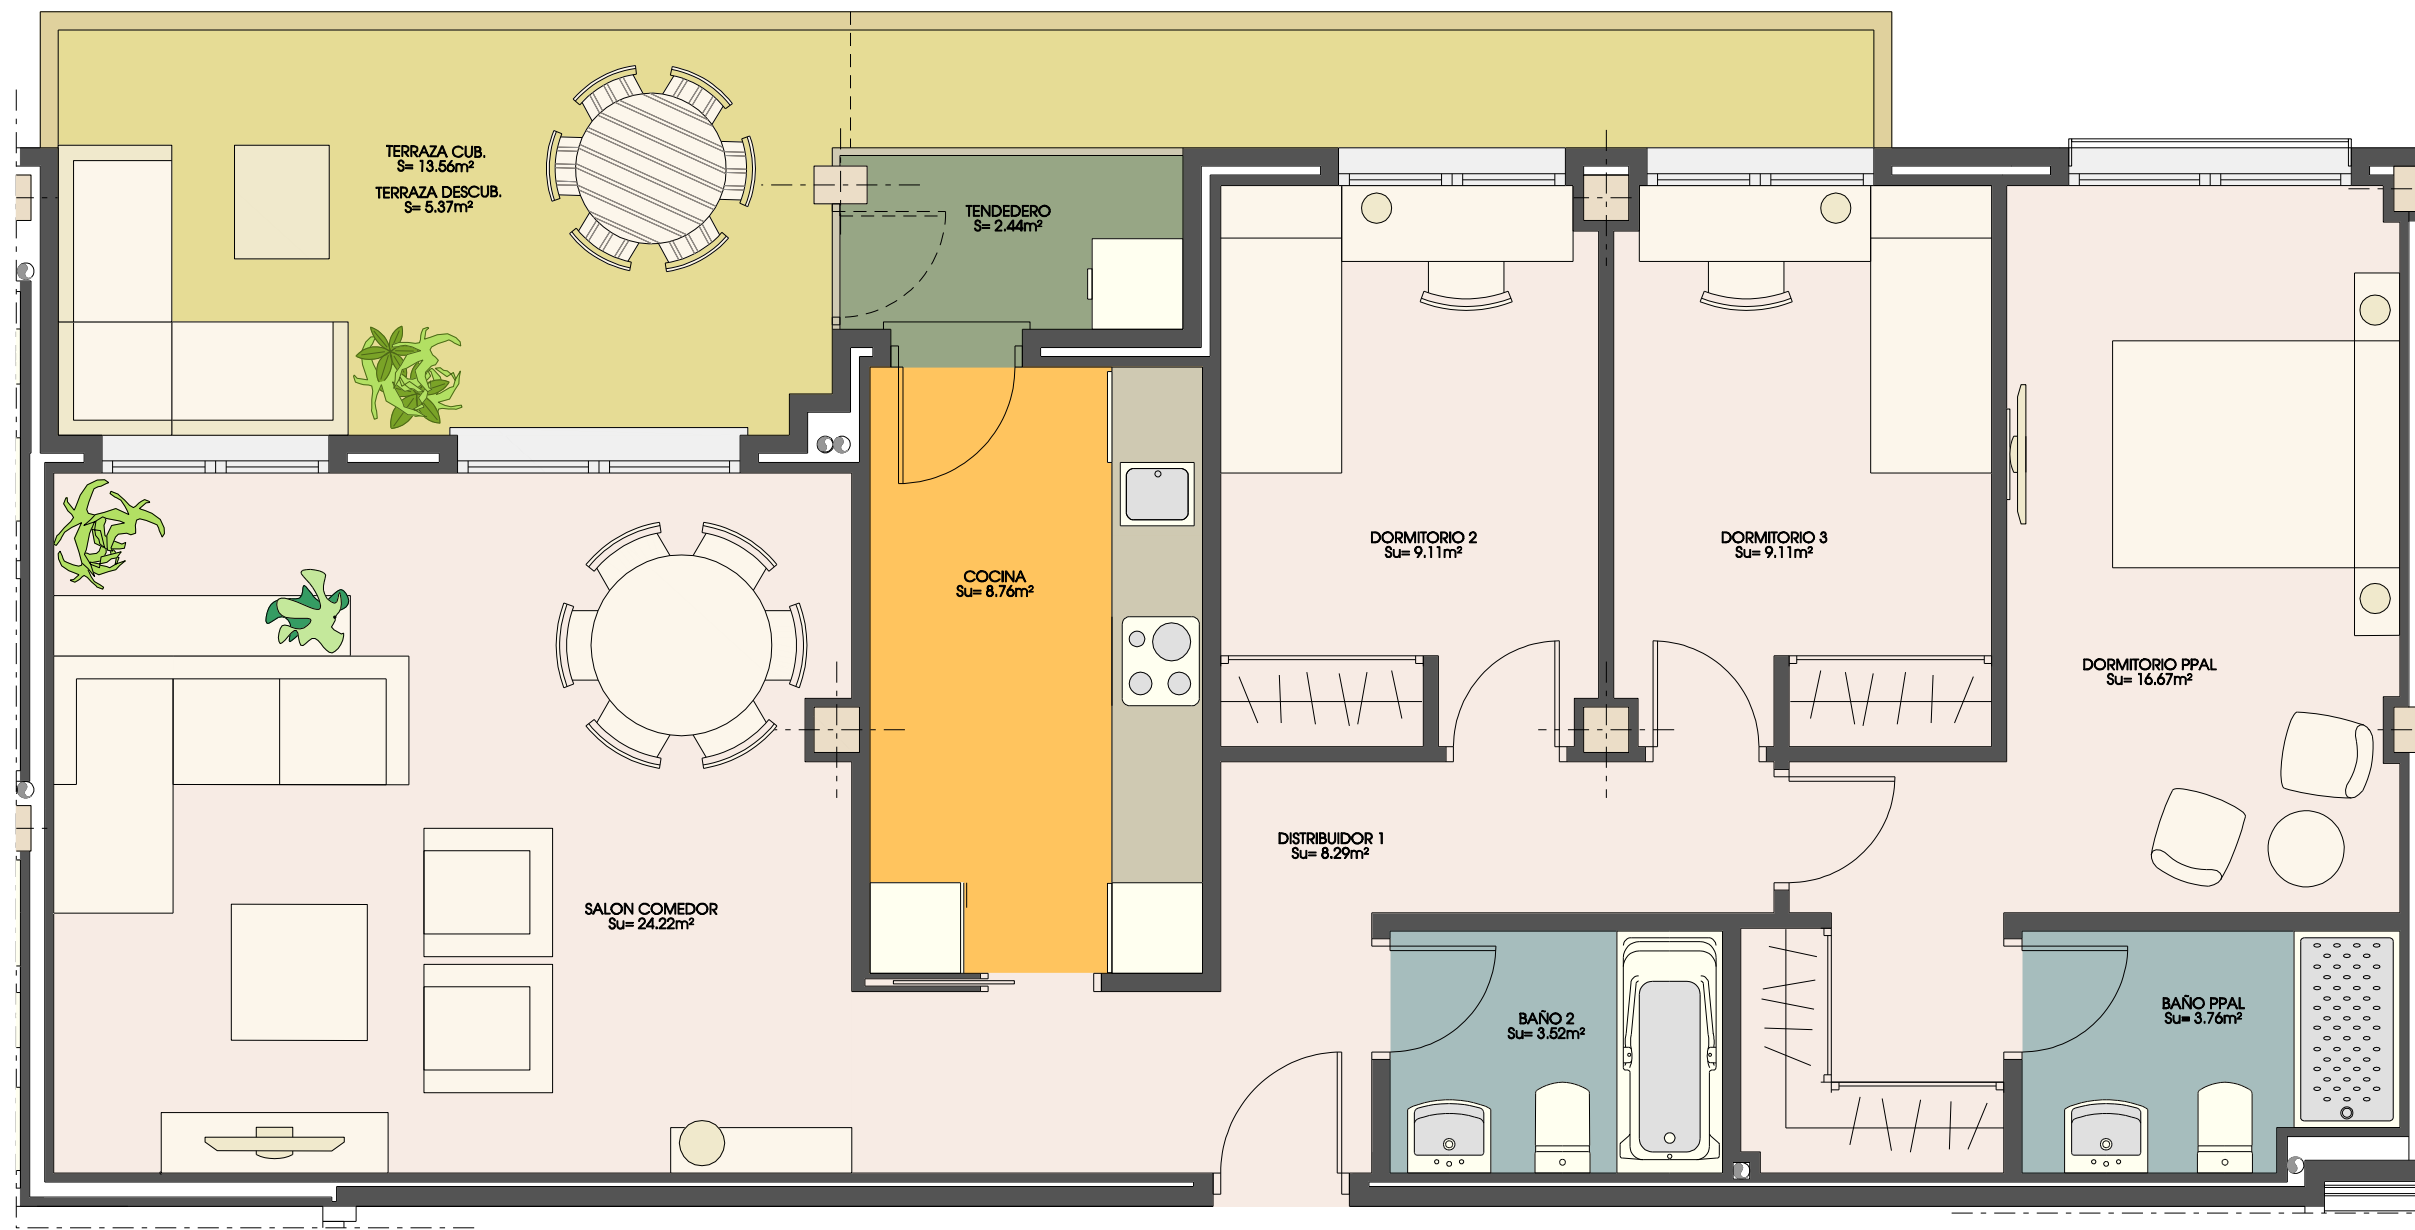 TERRAZA CUB.
S= 13.56m²
TERRAZA DESCUB.
S= 5.37m²
TENDEDERO
S= 2.44m²
DORMITORIO 2
Su= 9.11m²
DORMITORIO 3
Su= 9.11m²
COCINA
Su= 8.76m²
DORMITORIO PPAL
Su= 16.67m²
DISTRIBUIDOR 1
Su= 8.29m²
SALON COMEDOR
Su= 24.22m²
BAÑO 2
Su= 3.52m²
BAÑO PPAL
Su= 3.76m²